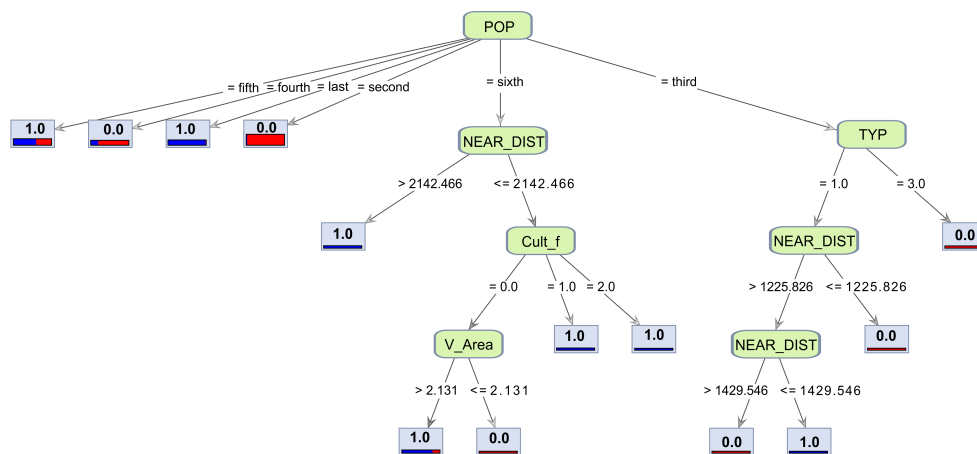 POP
= fifth = fourth = last = second = sixth = third
1.0 0.0 1.0 0.0 NEAR_DIST TYP
> 2142.466 <= 2142.466 = 1.0 = 3.0
1.0 Cult_f NEAR_DIST 0.0
= 0.0 = 1.0 = 2.0 > 1225.826 <= 1225.826
V_Area 1.0 1.0 NEAR_DIST 0.0
> 2.131 <= 2.131 > 1429.546 <= 1429.546
1.0 0.0 0.0 1.0